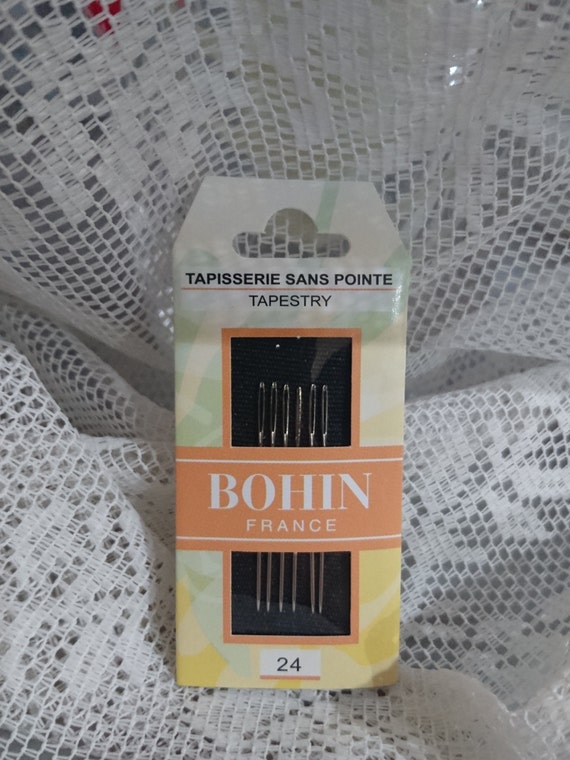 TAPISSERIE SANS POINTE
TAPESTRY
BOHIN
FRANCE
24